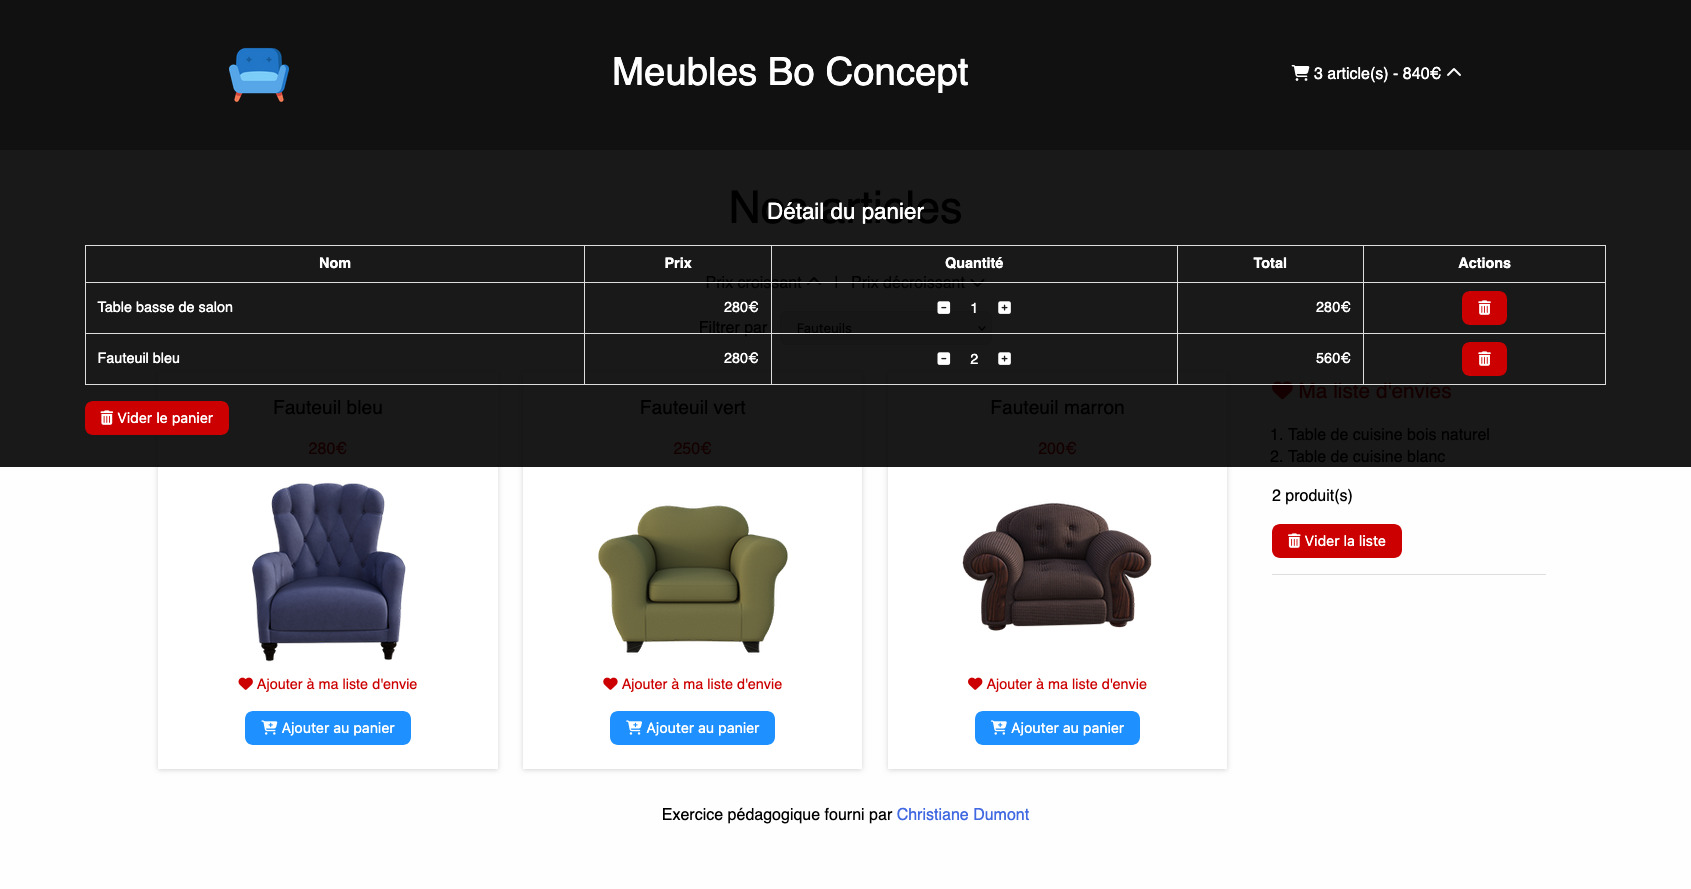 Meubles Bo Concept
3 article(s) - 840€
Nos articles
Détail du panier
Nom Prix Quantité Total Actions
Prix croissant | Prix décroissant
Table basse de salon 280€ 1 280€
Filtrer par Fauteuils
Fauteuil bleu 280€ 2 560€
Vider le panier
Fauteuil bleu
280€
Ajouter à ma liste d'envie
Ajouter au panier
Fauteuil vert
250€
Ajouter à ma liste d'envie
Ajouter au panier
Fauteuil marron
200€
Ajouter à ma liste d'envie
Ajouter au panier
Ma liste d'envies
1. Table de cuisine bois naturel
2. Table de cuisine blanc
2 produit(s)
Vider la liste
Exercice pédagogique fourni par Christiane Dumont